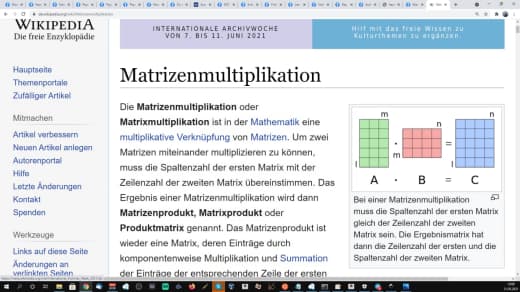 WIKIPEDIA
Die freie Enzyklopädie
INTERNATIONALE ARCHIVWOCHE
VON 7. BIS 11. JUNI 2021
Hilf mit das freie Wissen zu
Kulturthemen zu ergänzen.
Hauptseite
Themenportale
Zufälliger Artikel
Mitmachen
Artikel verbessern
Neuen Artikel anlegen
Autorenportal
Hilfe
Letzte Änderungen
Kontakt
Spenden
Werkzeuge
Links auf diese Seite
Änderungen an
verlinkten Seiten
Matrizenmultiplikation
Die Matrizenmultiplikation oder
Matrixmultiplikation ist in der Mathematik eine
multiplikative Verknüpfung von Matrizen. Um zwei
Matrizen miteinander multiplizieren zu können,
muss die Spaltenzahl der ersten Matrix mit der
Zeilenzahl der zweiten Matrix übereinstimmen. Das
Ergebnis einer Matrizenmultiplikation wird dann
Matrizenprodukt, Matrixprodukt oder
Produktmatrix genannt. Das Matrizenprodukt ist
wieder eine Matrix, deren Einträge durch
komponentenweise Multiplikation und Summation
der Einträge der entsprechenden Zeile der ersten
m
n
n
l
·
m
=
l
A · B = C
Bei einer Matrizenmultiplikation
muss die Spaltenzahl der ersten Matrix
gleich der Zeilenzahl der zweiten
Matrix sein. Die Ergebnismatrix hat
dann die Zeilenzahl der ersten und die
Spaltenzahl der zweiten Matrix.